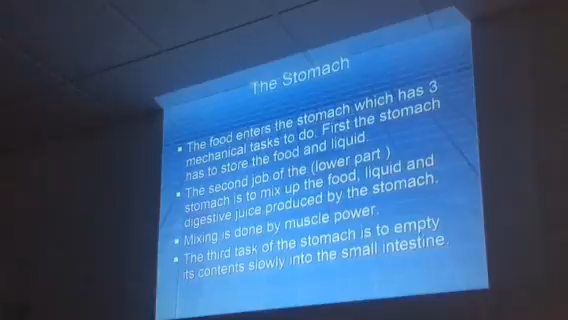 The Stomach
▪ The food enters the stomach which has 3
mechanical tasks to do. First the stomach
has to store the food and liquid.
▪ The second job of the (lower part )
stomach is to mix up the food, liquid and
digestive juice produced by the stomach.
▪ Mixing is done by muscle power.
▪ The third task of the stomach is to empty
its contents slowly into the small intestine.